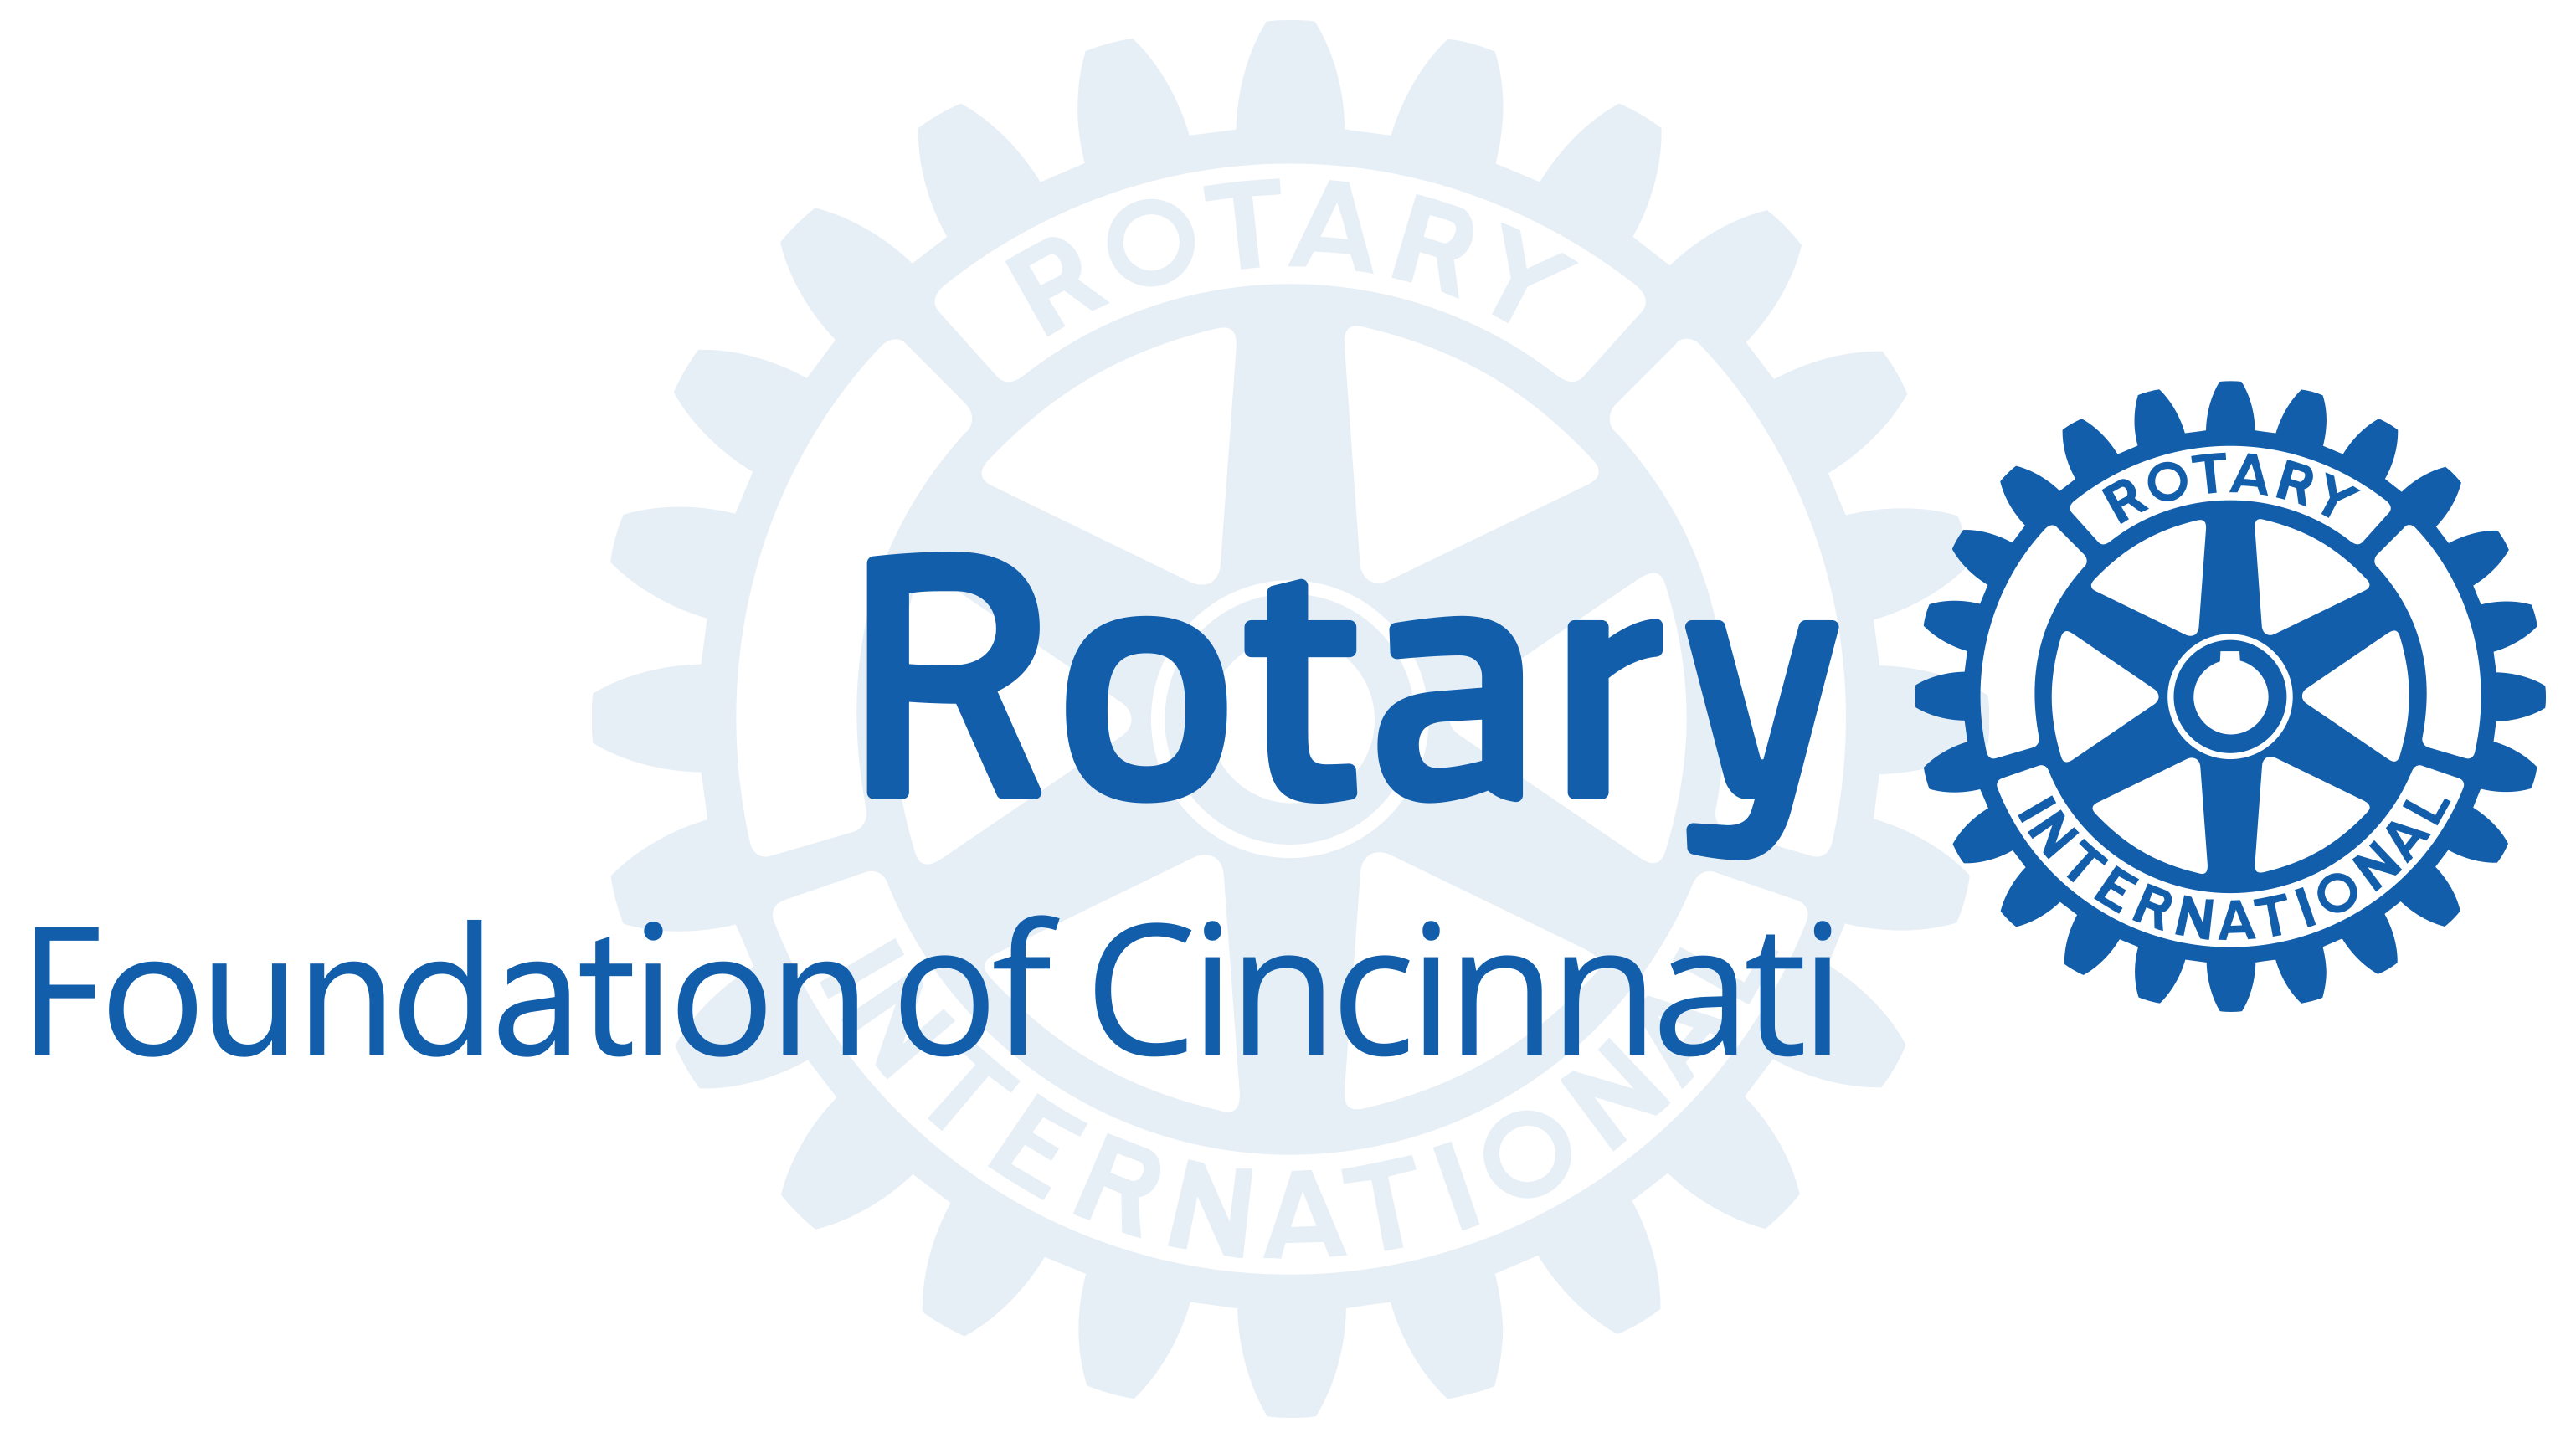 ROTARY
Rotary
Foundation of Cincinnati
INTERNATIONAL
ROTARY
INTERNATIONAL